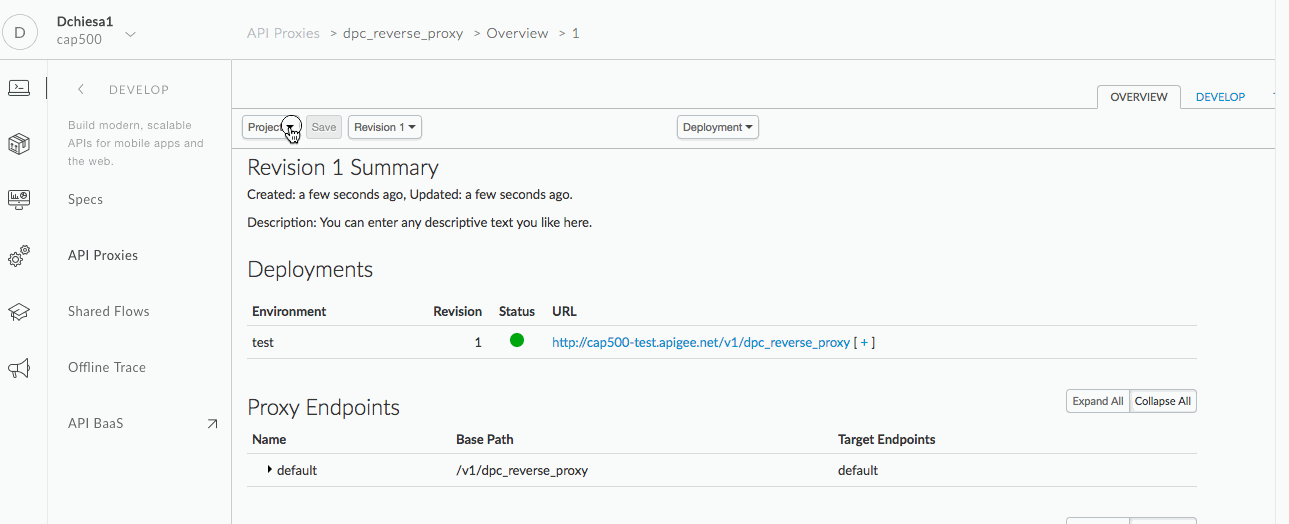 D
Dchiesa1
cap500
API Proxies > dpc_reverse_proxy > Overview > 1
DEVELOP
Build modern, scalable
APIs for mobile apps and
the web.
Specs
API Proxies
Shared Flows
Offline Trace
API BaaS
OVERVIEW DEVELOP
Project Save Revision 1 Deployment
Revision 1 Summary
Created: a few seconds ago, Updated: a few seconds ago.
Description: You can enter any descriptive text you like here.
Deployments
Environment Revision Status URL
test 1 http://cap500-test.apigee.net/v1/dpc_reverse_proxy [ + ]
Proxy Endpoints
Expand All Collapse All
Name Base Path Target Endpoints
default /v1/dpc_reverse_proxy default